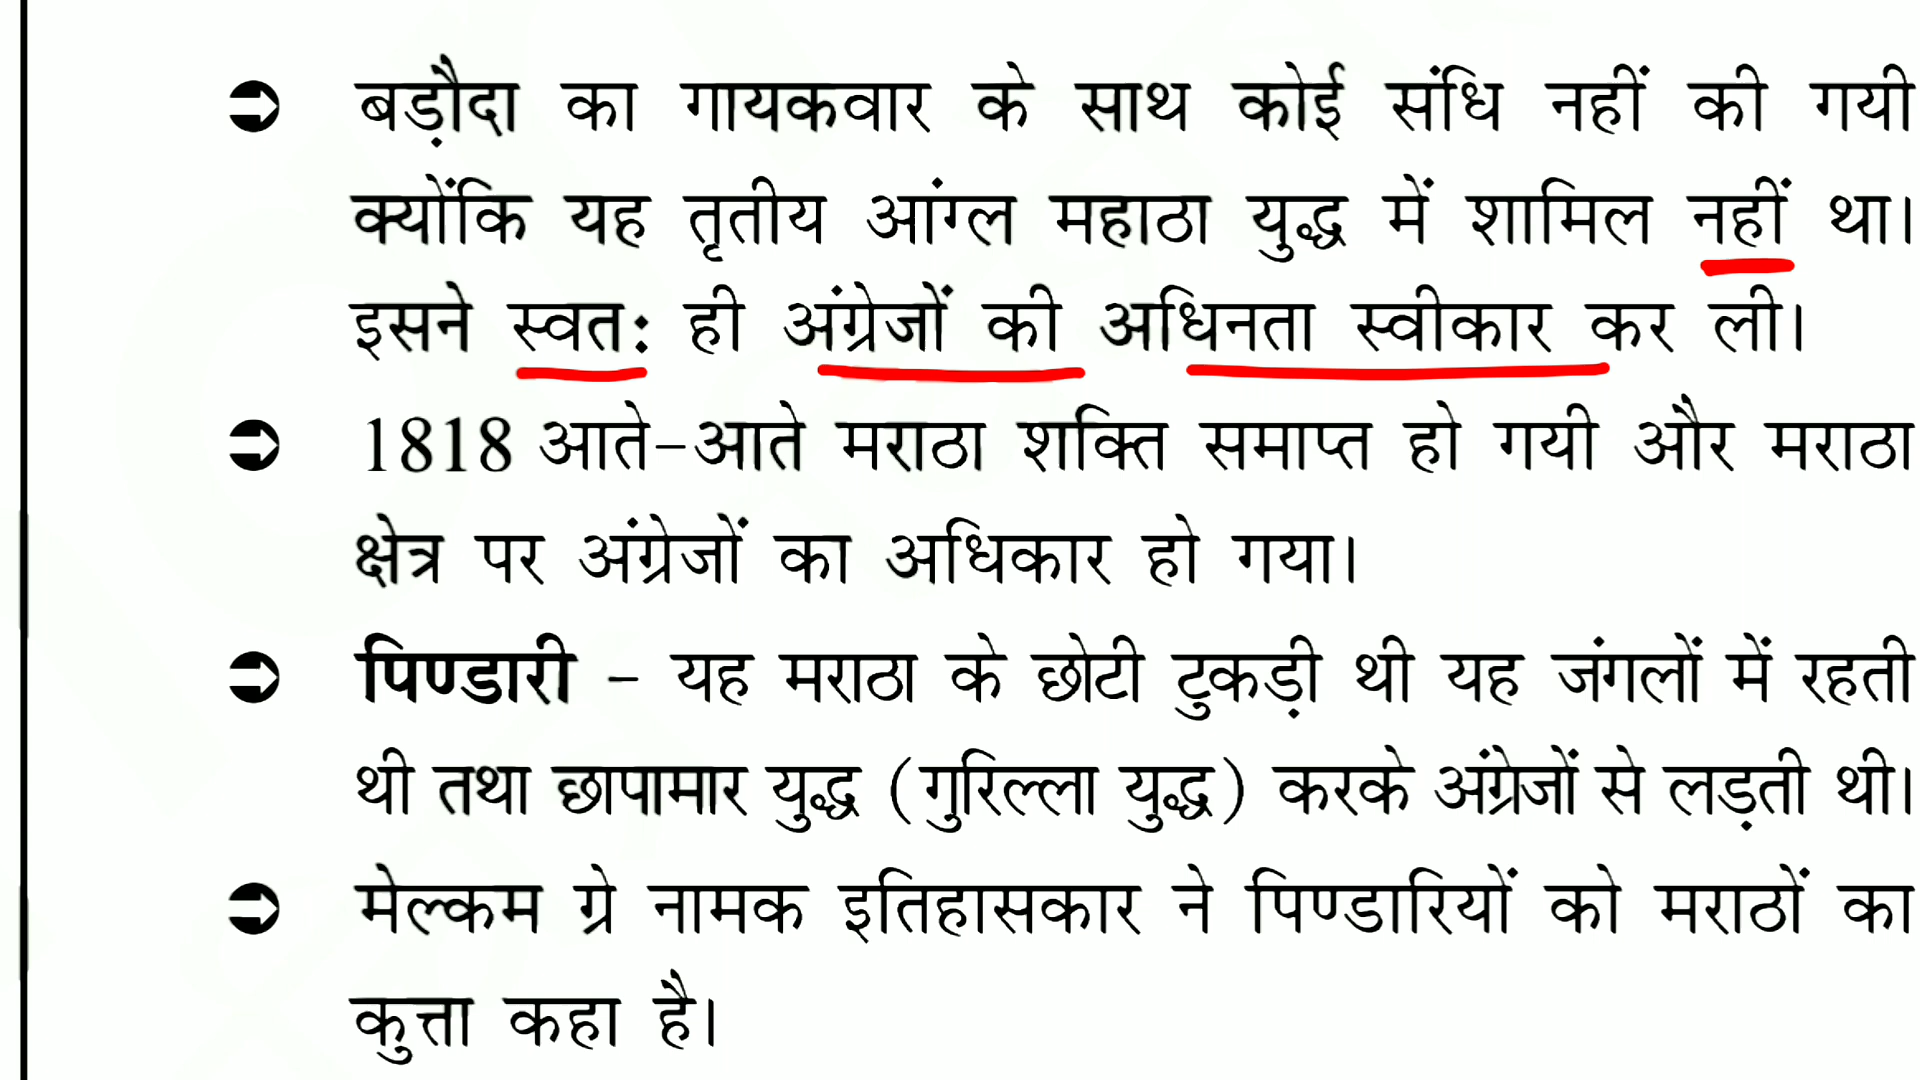 ➲ बड़ौदा का गायकवार के साथ कोई संधि नहीं की गयी
क्योंकि यह तृतीय आंग्ल महाठा युद्ध में शामिल नहीं था।
इसने स्वतः ही अंग्रेजों की अधिनता स्वीकार कर ली।
➲ 1818 आते-आते मराठा शक्ति समाप्त हो गयी और मराठा
क्षेत्र पर अंग्रेजों का अधिकार हो गया।
➲ पिण्डारी - यह मराठा के छोटी टुकड़ी थी यह जंगलों में रहती
थी तथा छापामार युद्ध (गुरिल्ला युद्ध) करके अंग्रेजों से लड़ती थी।
➲ मेल्कम ग्रे नामक इतिहासकार ने पिण्डारियों को मराठों का
कुत्ता कहा है।